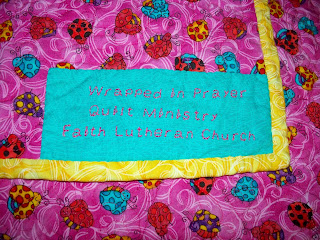 Wrapped in Prayer
Quilt Ministry
Faith Lutheran Church